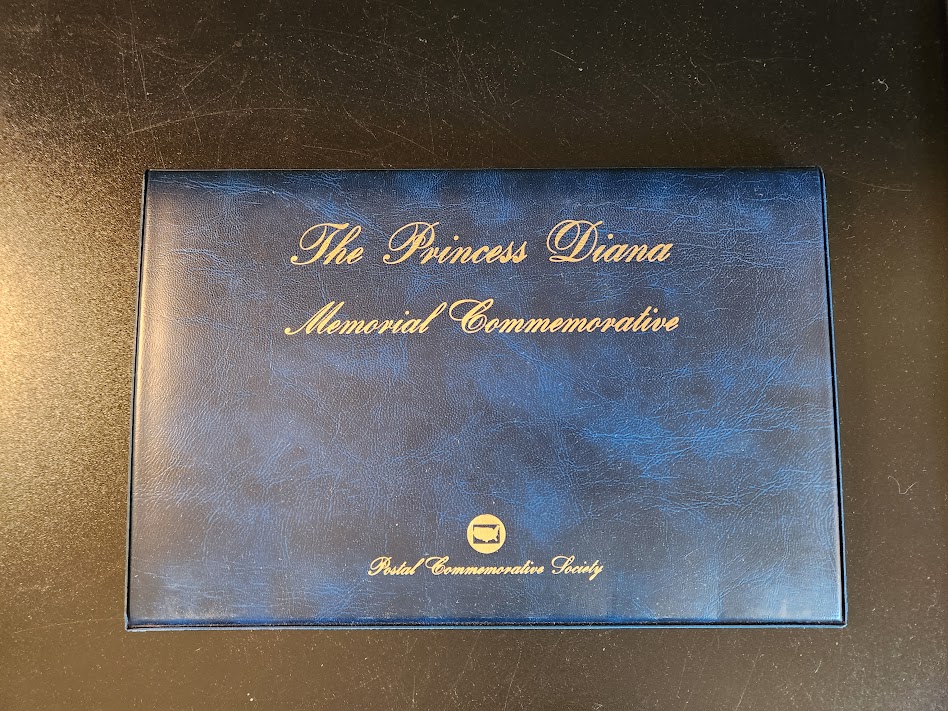 The Princess Diana
Memorial Commemorative
Postal Commemorative Society